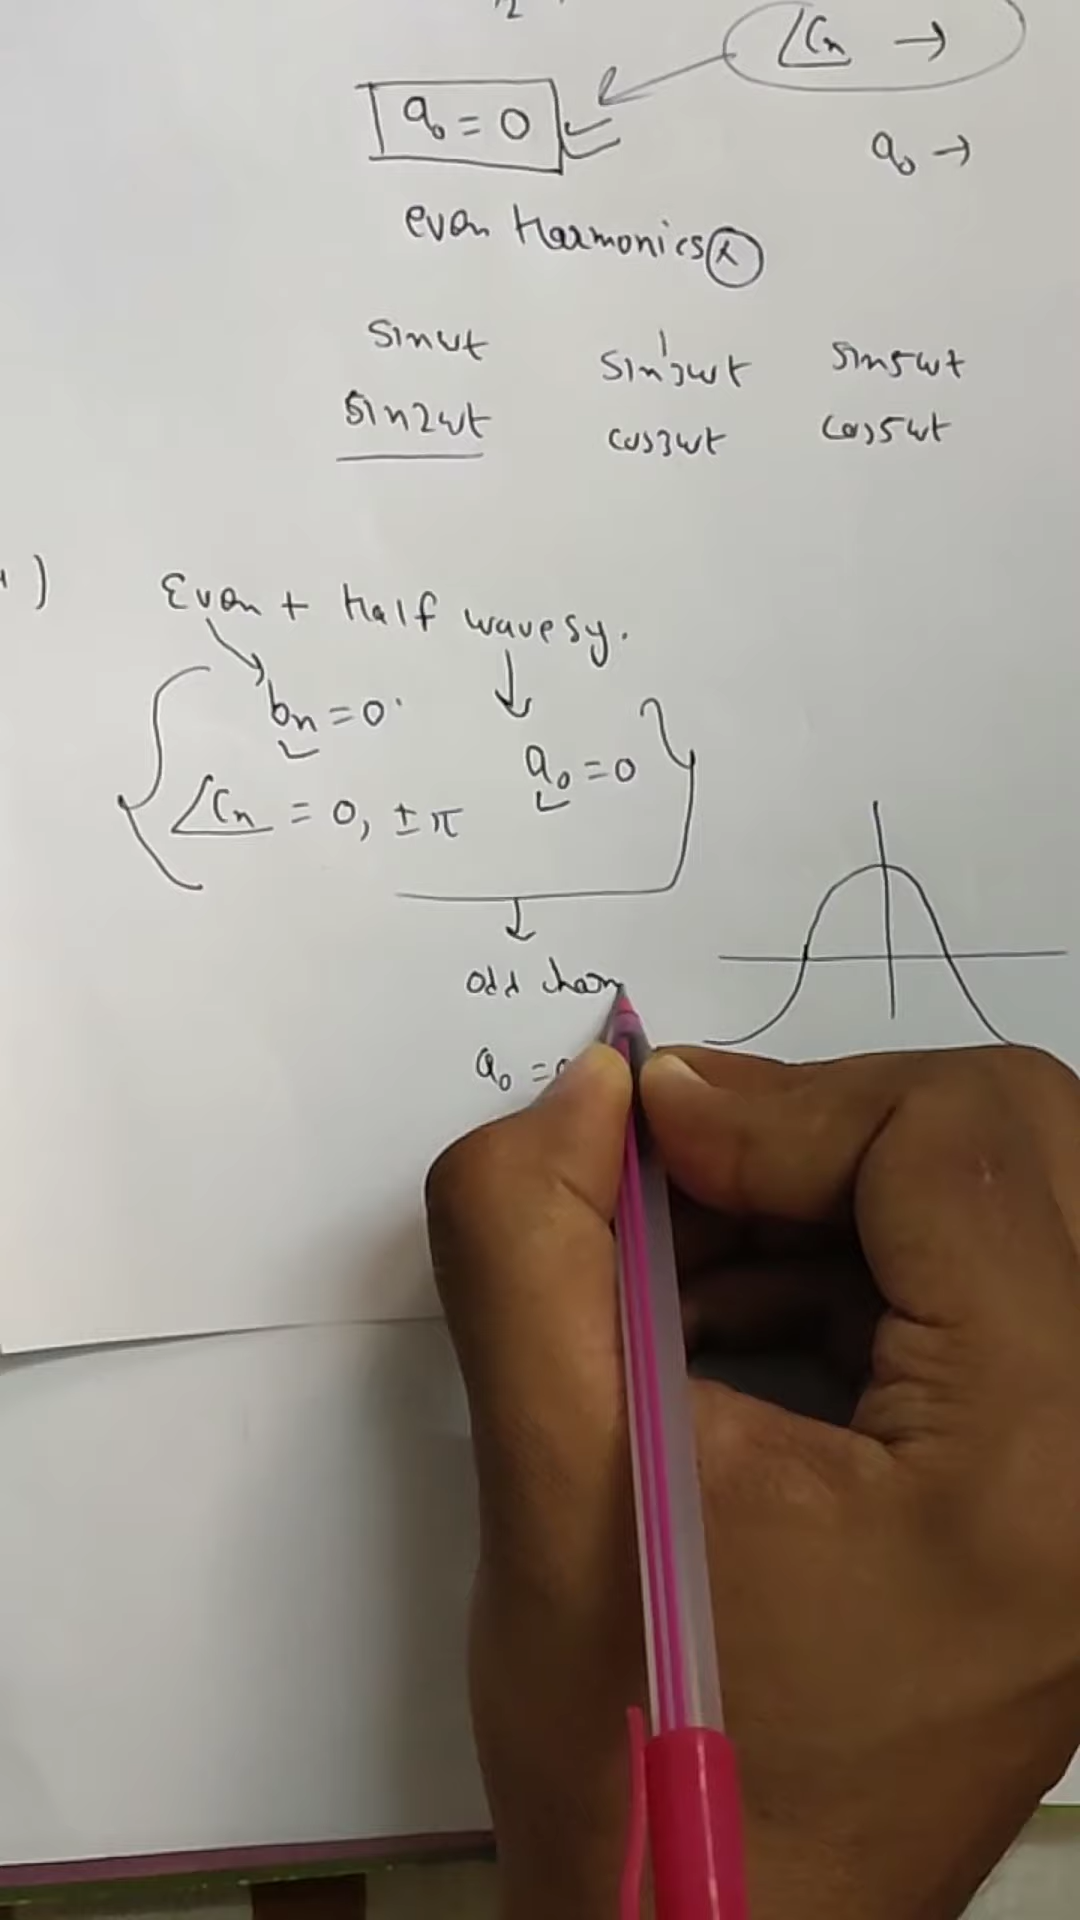 2
∠Cn →
a₀ = 0
a₀ →
even Harmonics ⓧ
sinωt sin3ωt sin5ωt
sin2ωt cos3ωt cos5ωt
)
Even + Half wave sy.
bn = 0
a₀ = 0
∠Cn = 0, ±π
odd
a₀ =